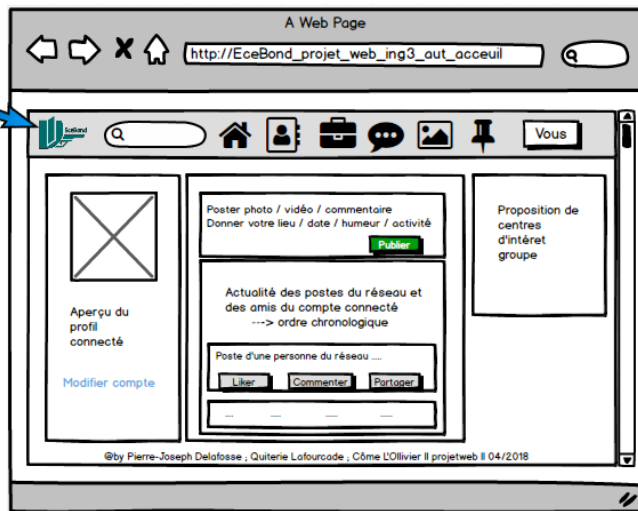 A Web Page
http://EceBond_projet_web_ing3_aut_acceuil
EceBond
Vous
Aperçu du
profil
connecté
Modifier compte
Poster photo / vidéo / commentaire
Donner votre lieu / date / humeur / activité
Publier
Actualité des postes du réseau et
des amis du compte connecté
---> ordre chronologique
Poste d'une personne du réseau ....
Liker
Commenter
Partager
.... .... ..... .....
Proposition de
centres
d'intéret
groupe
@by Pierre-Joseph Delafosse ; Quiterie Lafourcade ; Côme L'Ollivier II projetweb II 04/2018